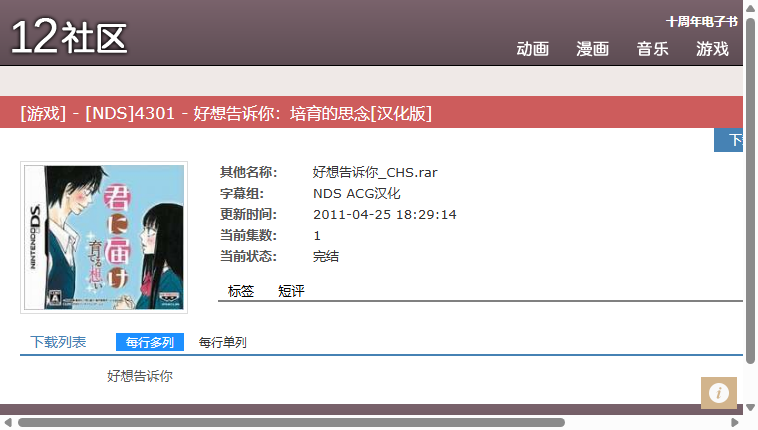 12社区
十周年电子书
动画 漫画 音乐 游戏
[游戏] - [NDS]4301 - 好想告诉你：培育的思念[汉化版]
下
NINTENDO DS
君に届け
育てる想い
其他名称： 好想告诉你_CHS.rar
字幕组： NDS ACG汉化
更新时间： 2011-04-25 18:29:14
当前集数： 1
当前状态： 完结
标签 短评
下载列表 每行多列 每行单列
好想告诉你